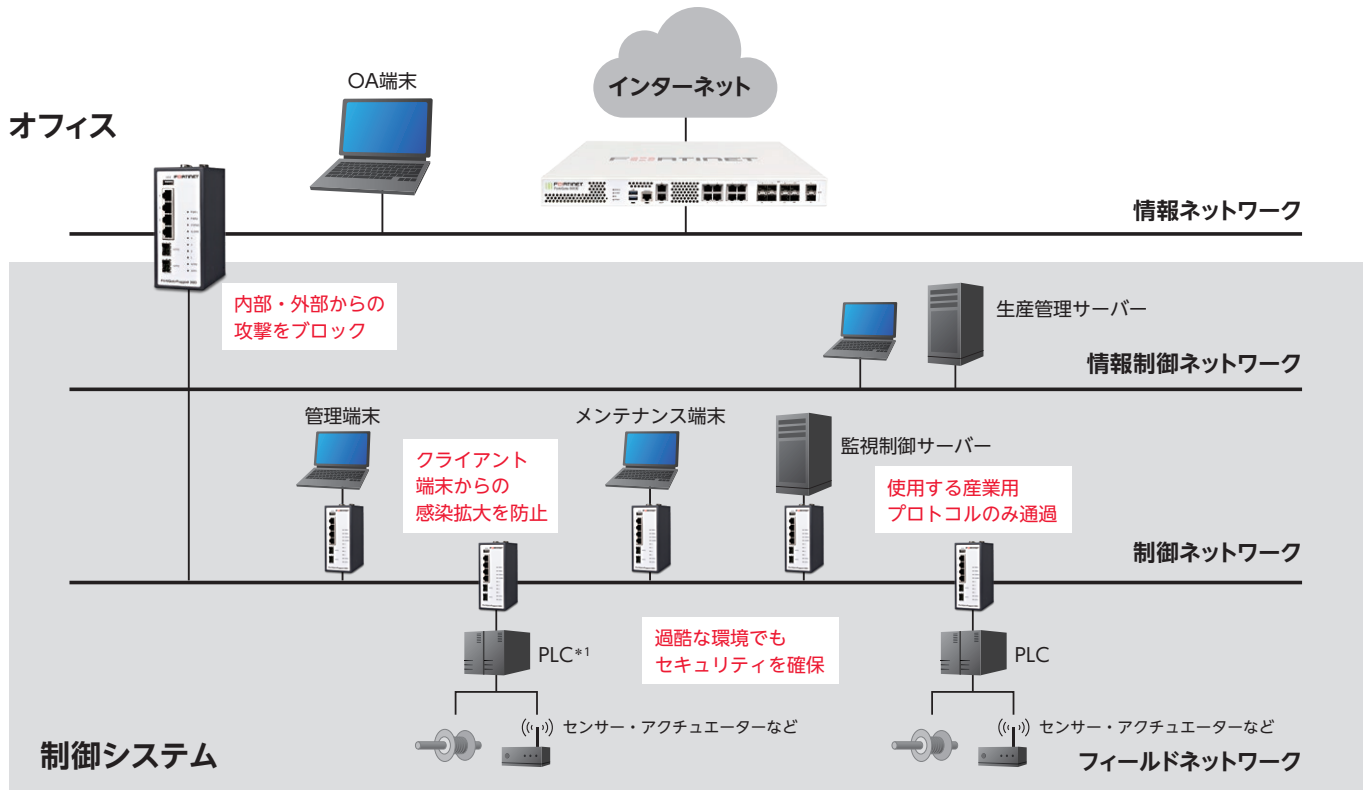 インターネット
OA端末
オフィス
FORTINET
FORTINET
FORTINET
情報ネットワーク
内部・外部からの
攻撃をブロック
生産管理サーバー
情報制御ネットワーク
管理端末
メンテナンス端末
監視制御サーバー
クライアント
端末からの
感染拡大を防止
使用する産業用
プロトコルのみ通過
制御ネットワーク
過酷な環境でも
セキュリティを確保
PLC*1
PLC
センサー・アクチュエーターなど
センサー・アクチュエーターなど
制御システム
フィールドネットワーク